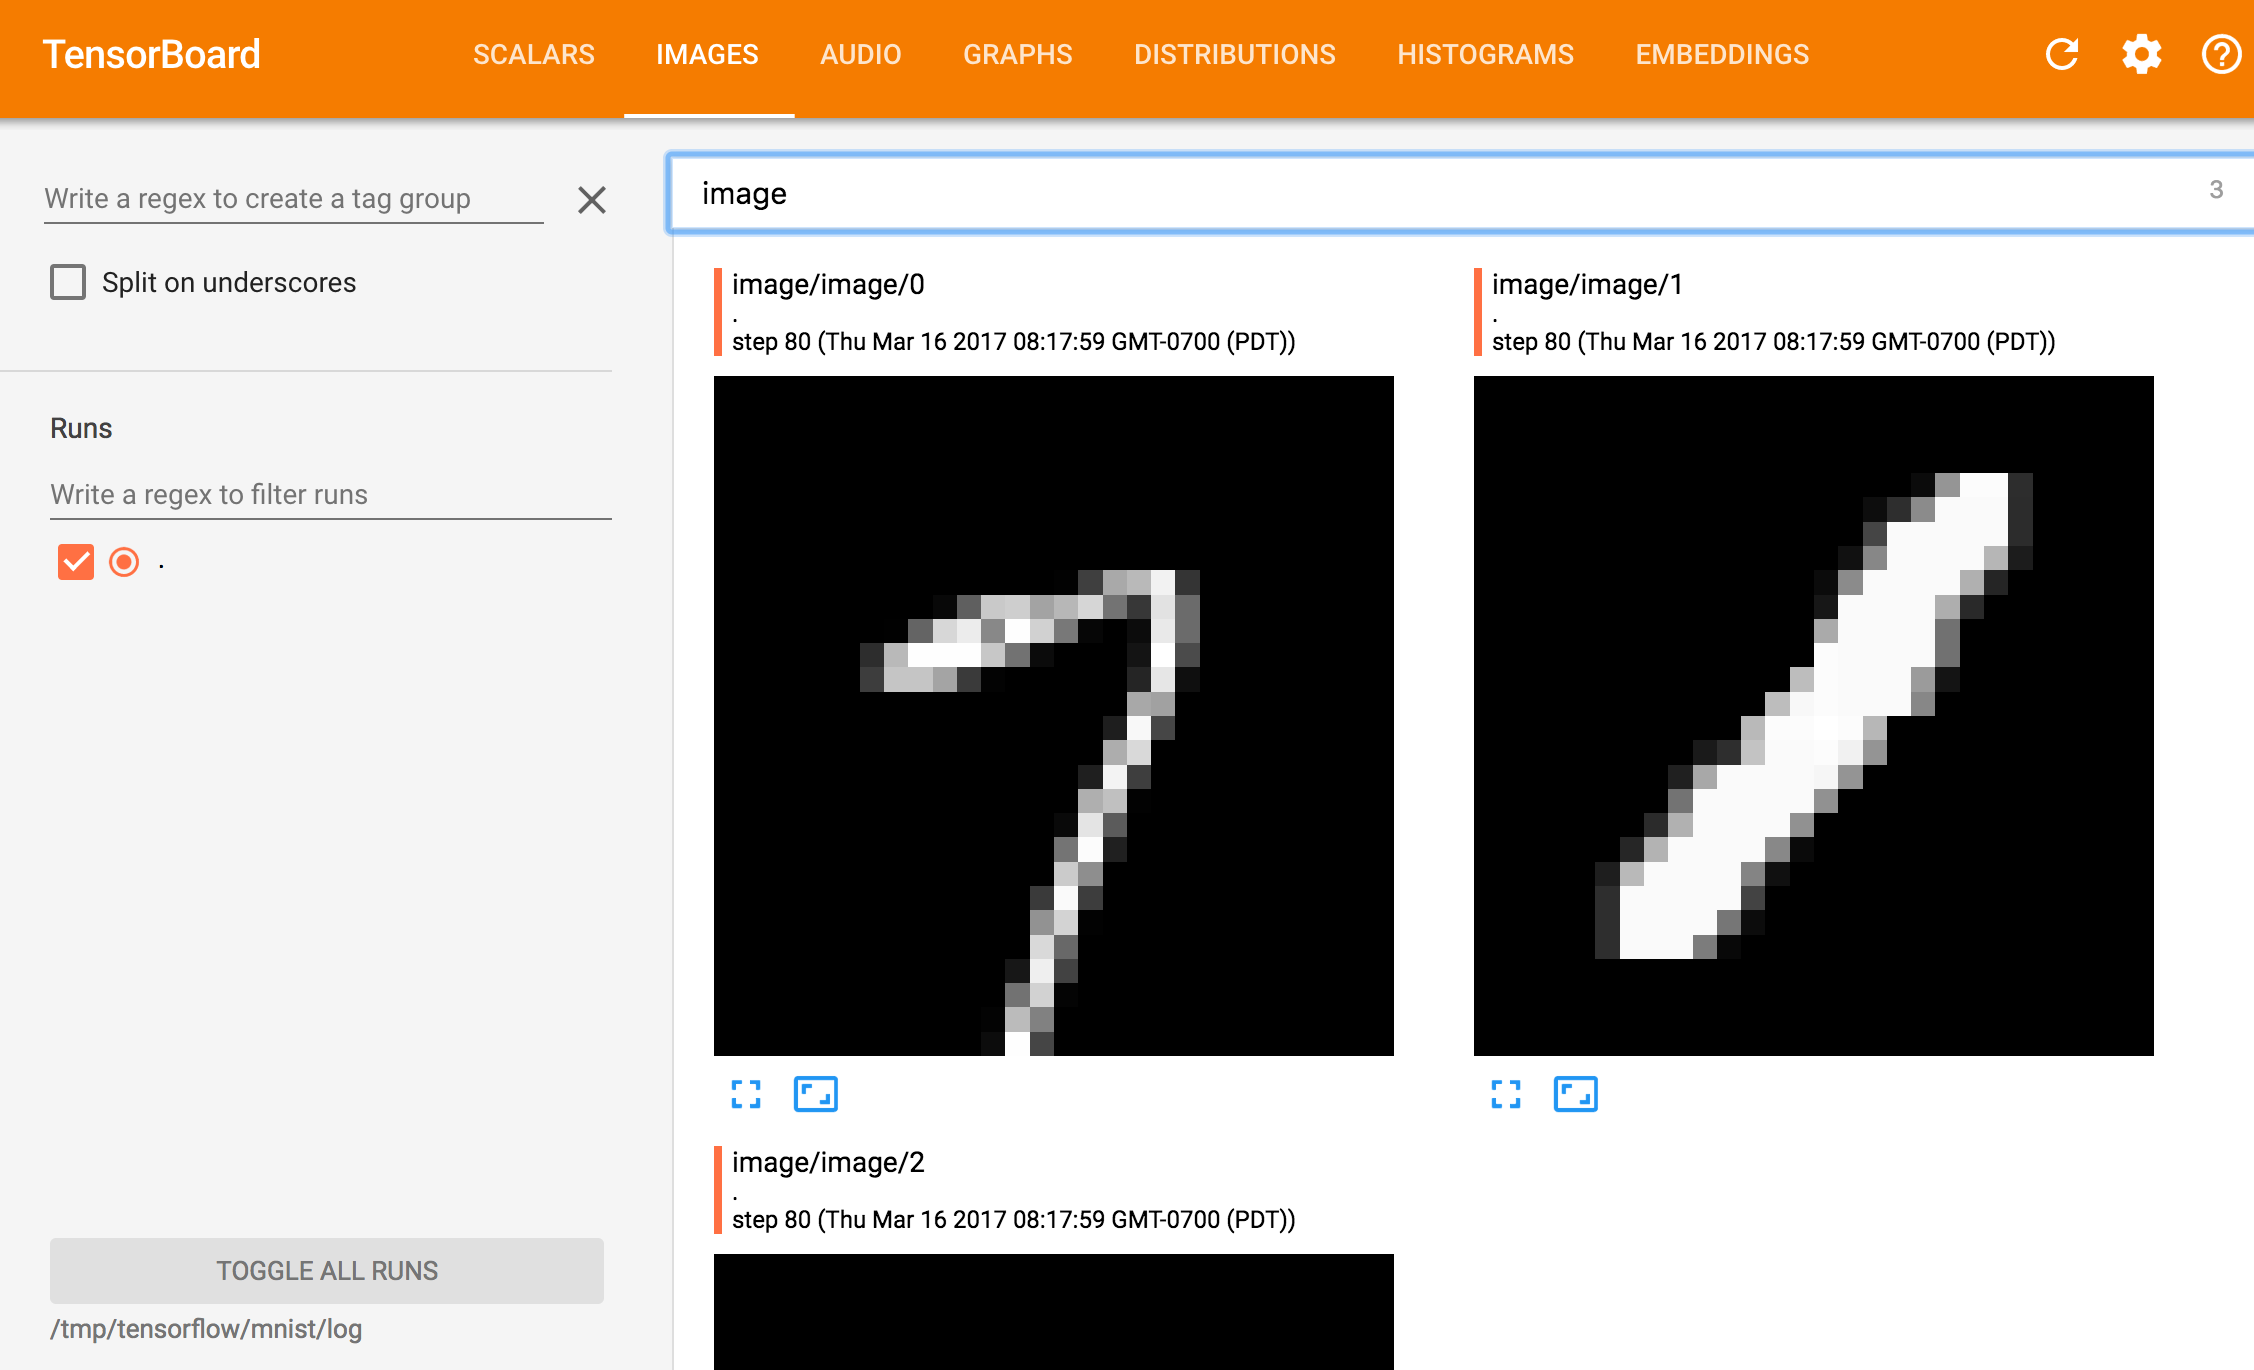 TensorBoard SCALARS IMAGES AUDIO GRAPHS DISTRIBUTIONS HISTOGRAMS EMBEDDINGS
Write a regex to create a tag group
Split on underscores
Runs
Write a regex to filter runs
.
TOGGLE ALL RUNS
/tmp/tensorflow/mnist/log
image 3
image/image/0
.
step 80 (Thu Mar 16 2017 08:17:59 GMT-0700 (PDT))
7
image/image/1
.
step 80 (Thu Mar 16 2017 08:17:59 GMT-0700 (PDT))
1
image/image/2
.
step 80 (Thu Mar 16 2017 08:17:59 GMT-0700 (PDT))